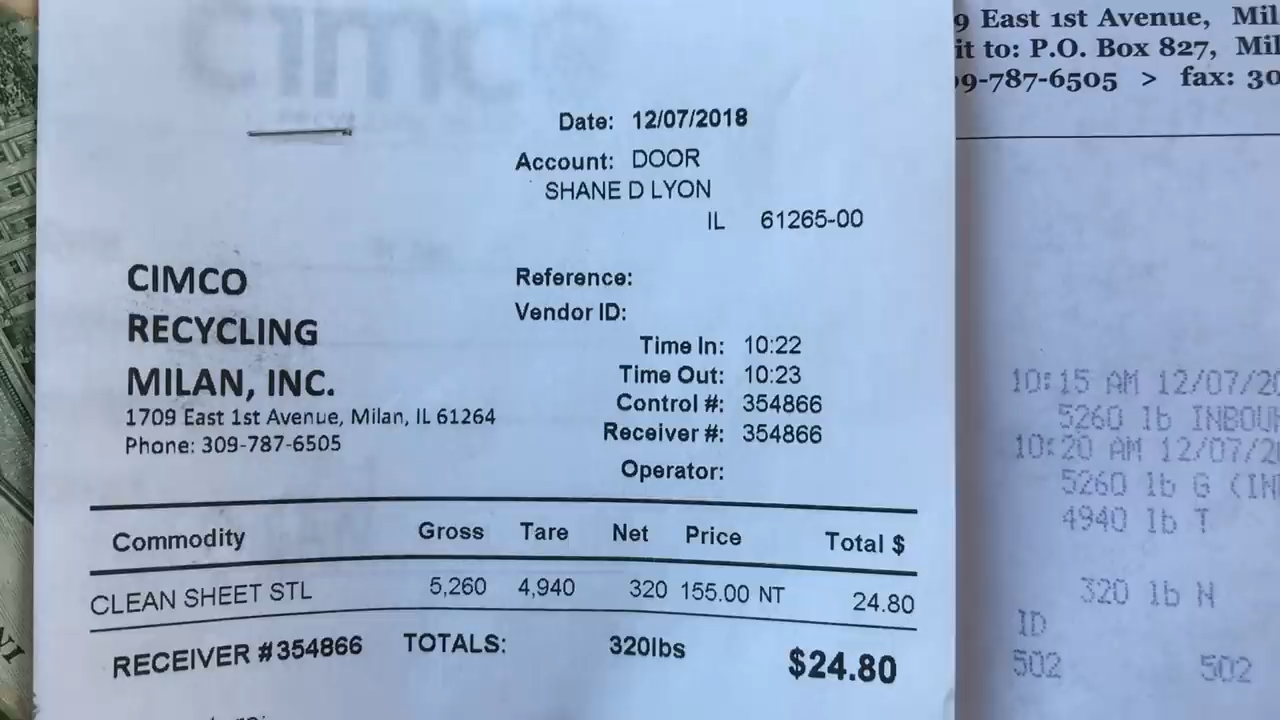 cimco
Date: 12/07/2018
Account: DOOR
SHANE D LYON
IL 61265-00
CIMCO
RECYCLING
MILAN, INC.
1709 East 1st Avenue, Milan, IL 61264
Phone: 309-787-6505
Reference:
Vendor ID:
Time In: 10:22
Time Out: 10:23
Control #: 354866
Receiver #: 354866
Operator:
Commodity Gross Tare Net Price Total $
CLEAN SHEET STL 5,260 4,940 320 155.00 NT 24.80
RECEIVER #354866 TOTALS: 320lbs $24.80
9 East 1st Avenue, Mil
it to: P.O. Box 827, Mil
9-787-6505 > fax: 30
10:15 AM 12/07/20
5260 lb INBOU
10:20 AM 12/07/2
5260 lb G (IN
4940 lb T
320 lb N
ID
502 502